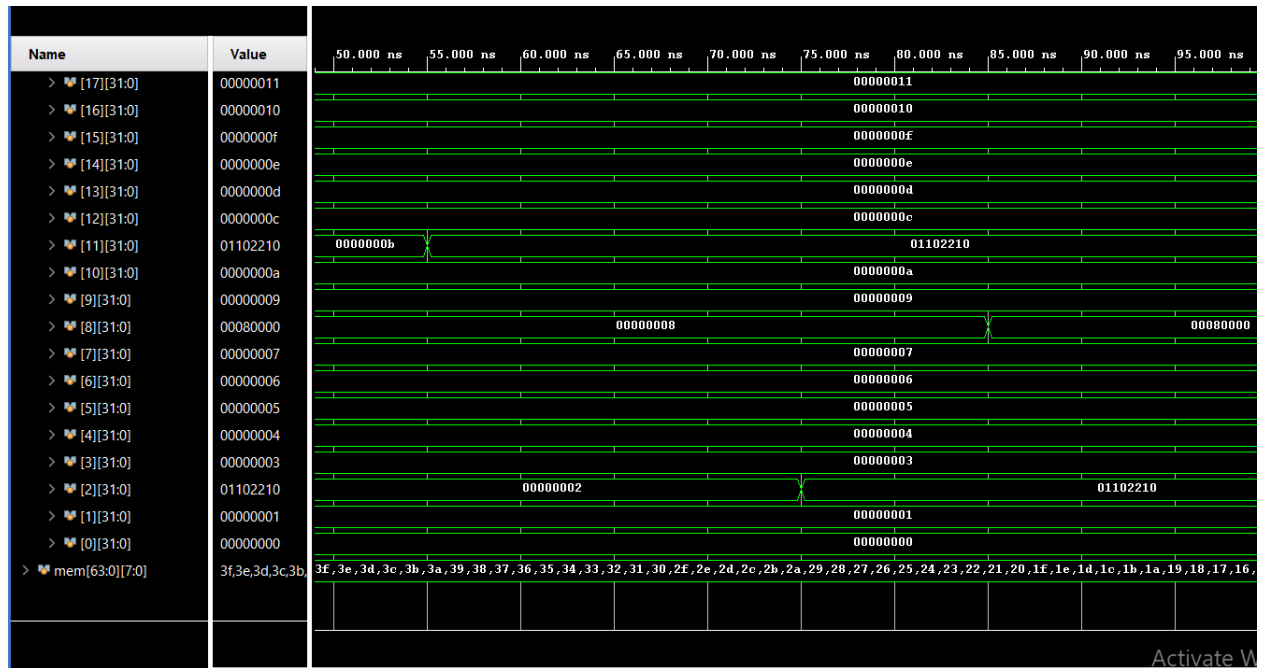 Name Value 50.000 ns 55.000 ns 60.000 ns 65.000 ns 70.000 ns 75.000 ns 80.000 ns 85.000 ns 90.000 ns 95.000 ns
> [17][31:0] 00000011 00000011
> [16][31:0] 00000010 00000010
> [15][31:0] 0000000f 0000000f
> [14][31:0] 0000000e 0000000e
> [13][31:0] 0000000d 0000000d
> [12][31:0] 0000000c 0000000c
> [11][31:0] 01102210 0000000b 01102210
> [10][31:0] 0000000a 0000000a
> [9][31:0] 00000009 00000009
> [8][31:0] 00080000 00000008 00080000
> [7][31:0] 00000007 00000007
> [6][31:0] 00000006 00000006
> [5][31:0] 00000005 00000005
> [4][31:0] 00000004 00000004
> [3][31:0] 00000003 00000003
> [2][31:0] 01102210 00000002 01102210
> [1][31:0] 00000001 00000001
> [0][31:0] 00000000 00000000
> mem[63:0][7:0] 3f,3e,3d,3c,3b, 3f,3e,3d,3c,3b,3a,39,38,37,36,35,34,33,32,31,30,2f,2e,2d,2c,2b,2a,29,28,27,26,25,24,23,22,21,20,1f,1e,1d,1c,1b,1a,19,18,17,16,
Activate W